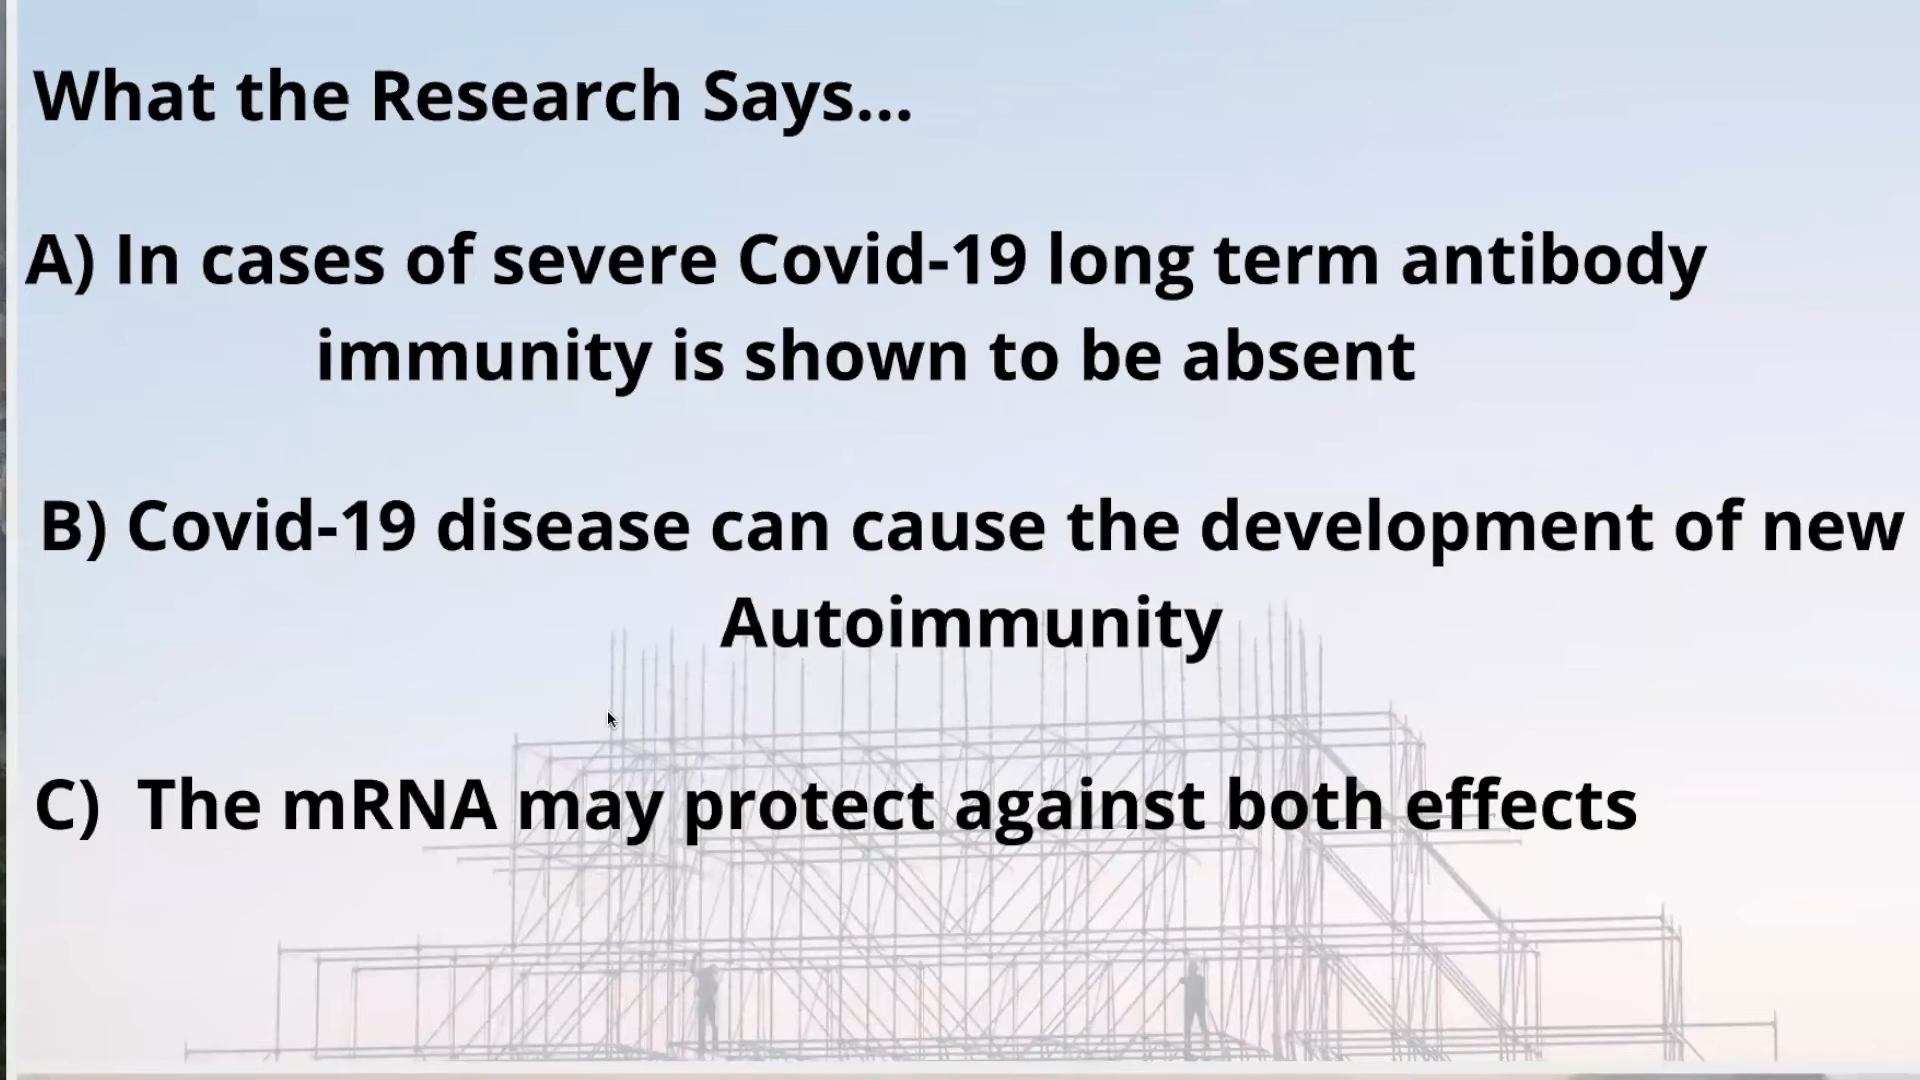 What the Research Says...
A) In cases of severe Covid-19 long term antibody
immunity is shown to be absent
B) Covid-19 disease can cause the development of new
Autoimmunity
C) The mRNA may protect against both effects